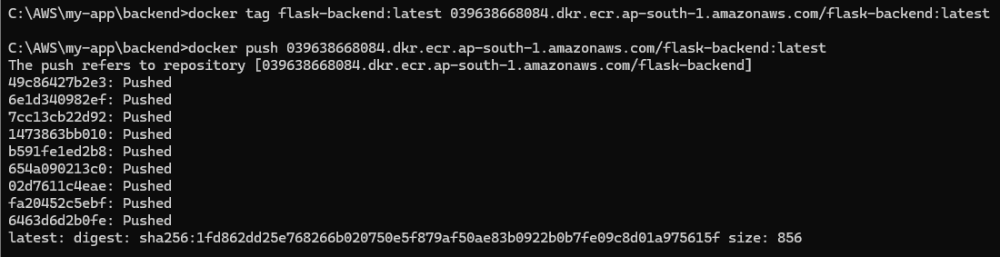 C:\AWS\my-app\backend>docker tag flask-backend:latest 039638668084.dkr.ecr.ap-south-1.amazonaws.com/flask-backend:latest
C:\AWS\my-app\backend>docker push 039638668084.dkr.ecr.ap-south-1.amazonaws.com/flask-backend:latest
The push refers to repository [039638668084.dkr.ecr.ap-south-1.amazonaws.com/flask-backend]
49c86427b2e3: Pushed
6e1d340982ef: Pushed
7cc13cb22d92: Pushed
1473863bb010: Pushed
b591fe1ed2b8: Pushed
654a090213c0: Pushed
02d7611c4eae: Pushed
fa20452c5ebf: Pushed
6463d6d2b0fe: Pushed
latest: digest: sha256:1fd862dd25e768266b020750e5f879af50ae83b0922b0b7fe09c8d01a975615f size: 856